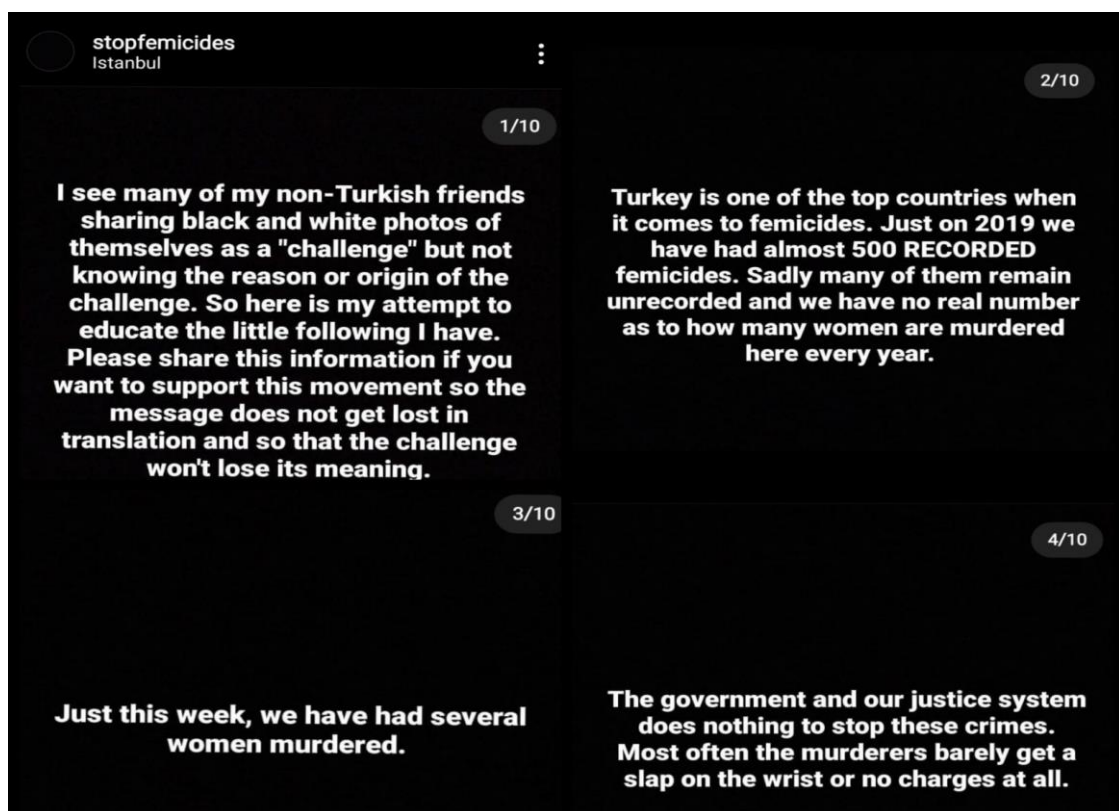 stopfemicides
Istanbul
1/10
I see many of my non-Turkish friends
sharing black and white photos of
themselves as a "challenge" but not
knowing the reason or origin of the
challenge. So here is my attempt to
educate the little following I have.
Please share this information if you
want to support this movement so the
message does not get lost in
translation and so that the challenge
won't lose its meaning.
2/10
Turkey is one of the top countries when
it comes to femicides. Just on 2019 we
have had almost 500 RECORDED
femicides. Sadly many of them remain
unrecorded and we have no real number
as to how many women are murdered
here every year.
3/10
Just this week, we have had several
women murdered.
4/10
The government and our justice system
does nothing to stop these crimes.
Most often the murderers barely get a
slap on the wrist or no charges at all.